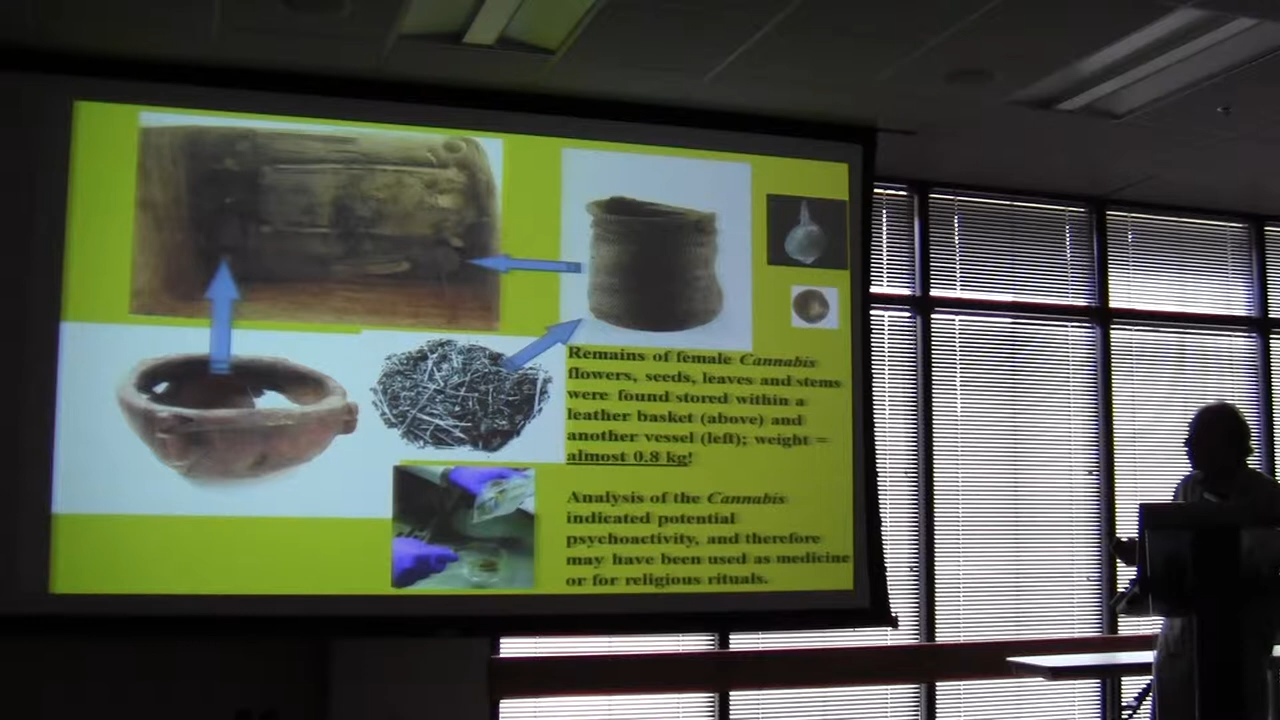 Remains of female Cannabis
flowers, seeds, leaves and stems
were found stored within a
leather basket (above) and
another vessel (left); weight =
almost 0.8 kg!
Analysis of the Cannabis
indicated potential
psychoactivity, and therefore
may have been used as medicine
or for religious rituals.